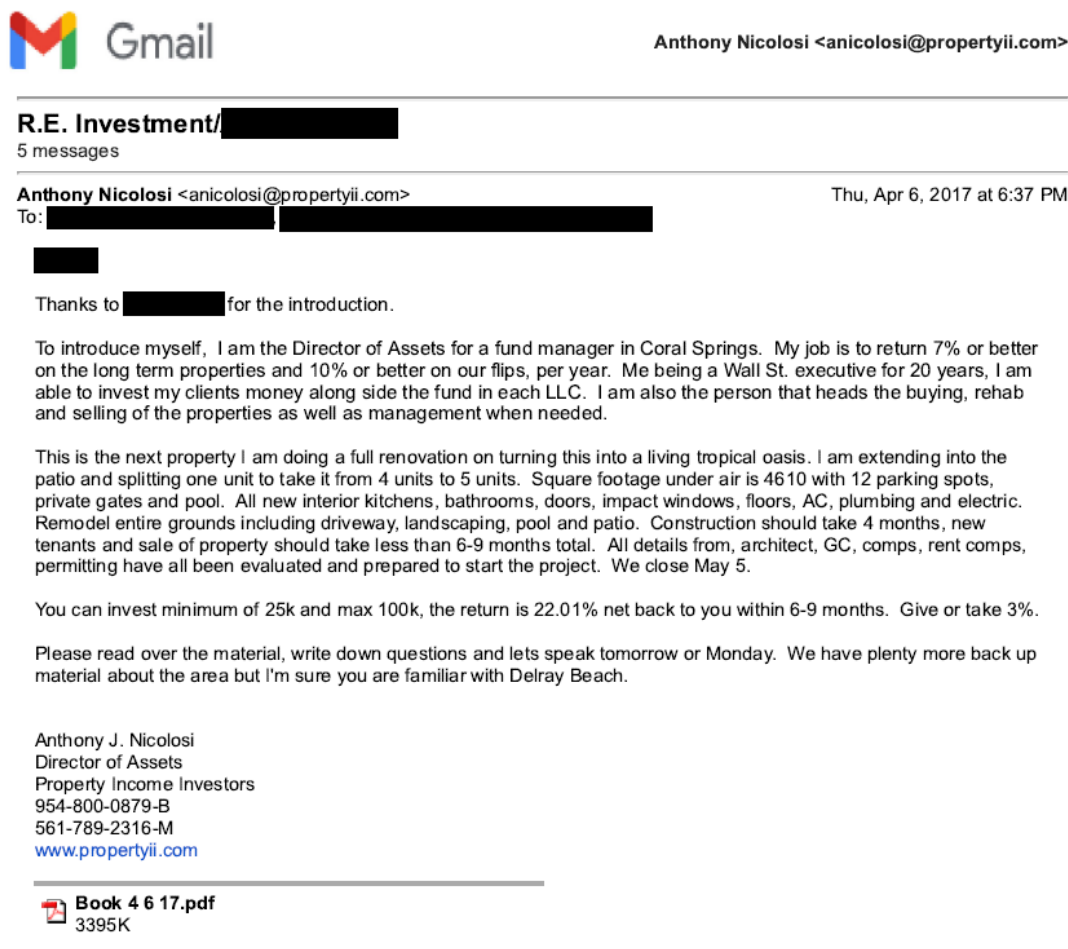 Gmail
Anthony Nicolosi <anicolosi@propertyii.com>
R.E. Investment/
5 messages
Anthony Nicolosi <anicolosi@propertyii.com>
Thu, Apr 6, 2017 at 6:37 PM
To:
Thanks to for the introduction.
To introduce myself,  I am the Director of Assets for a fund manager in Coral Springs.  My job is to return 7% or better
on the long term properties and 10% or better on our flips, per year.  Me being a Wall St. executive for 20 years, I am
able to invest my clients money along side the fund in each LLC.  I am also the person that heads the buying, rehab
and selling of the properties as well as management when needed.
This is the next property I am doing a full renovation on turning this into a living tropical oasis. I am extending into the
patio and splitting one unit to take it from 4 units to 5 units.  Square footage under air is 4610 with 12 parking spots,
private gates and pool.  All new interior kitchens, bathrooms, doors, impact windows, floors, AC, plumbing and electric.
Remodel entire grounds including driveway, landscaping, pool and patio.  Construction should take 4 months, new
tenants and sale of property should take less than 6-9 months total.  All details from, architect, GC, comps, rent comps,
permitting have all been evaluated and prepared to start the project.  We close May 5.
You can invest minimum of 25k and max 100k, the return is 22.01% net back to you within 6-9 months.  Give or take 3%.
Please read over the material, write down questions and lets speak tomorrow or Monday.  We have plenty more back up
material about the area but I'm sure you are familiar with Delray Beach.
Anthony J. Nicolosi
Director of Assets
Property Income Investors
954-800-0879-B
561-789-2316-M
www.propertyii.com
Book 4 6 17.pdf
3395K